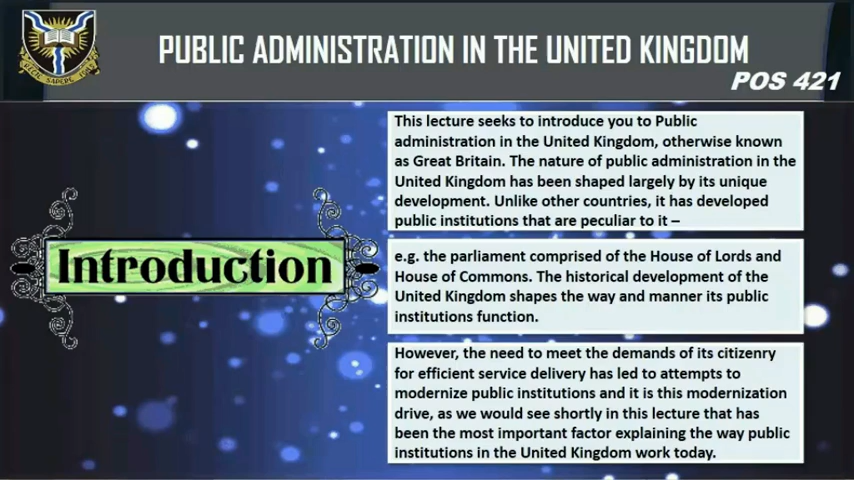 PUBLIC ADMINISTRATION IN THE UNITED KINGDOM
POS 421
Introduction
This lecture seeks to introduce you to Public
administration in the United Kingdom, otherwise known
as Great Britain. The nature of public administration in the
United Kingdom has been shaped largely by its unique
development. Unlike other countries, it has developed
public institutions that are peculiar to it –
e.g. the parliament comprised of the House of Lords and
House of Commons. The historical development of the
United Kingdom shapes the way and manner its public
institutions function.
However, the need to meet the demands of its citizenry
for efficient service delivery has led to attempts to
modernize public institutions and it is this modernization
drive, as we would see shortly in this lecture that has
been the most important factor explaining the way public
institutions in the United Kingdom work today.